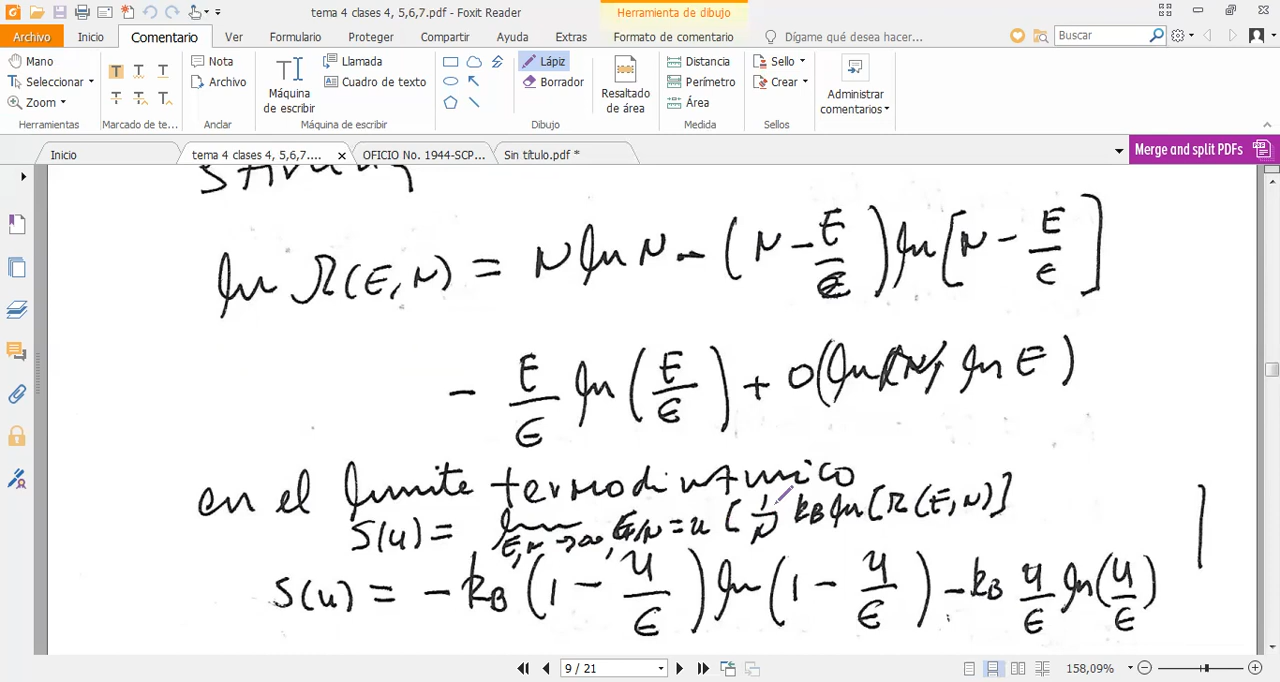 tema 4 clases 4, 5,6,7.pdf - Foxit Reader
Herramienta de dibujo
Archivo Inicio Comentario Ver Formulario Proteger Compartir Ayuda Extras Formato de comentario Dígame qué desea hacer... Buscar
Mano
Seleccionar
Zoom
Herramientas
T T T
T T T
Marcado de te...
Nota
Archivo
Anclar
Máquina de escribir
Llamada
Cuadro de texto
Máquina de escribir
Lápiz
Borrador
Dibujo
Resaltado de área
Distancia
Perímetro
Área
Medida
Sello
Crear
Sellos
Administrar comentarios
Inicio
tema 4 clases 4, 5,6,7....
OFICIO No. 1944-SCP...
Sin título.pdf *
Merge and split PDFs
ln Ω(E,N) = N ln N - (N - E/ϵ) ln [N - E/ϵ]
- E/ϵ ln (E/ϵ) + O(ln N, ln E)
en el limite termodinamico
S(u) = lim E,N → ∞, E/N = u [1/N kB ln [Ω(E,N)]
S(u) = - kB (1 - u/ϵ) ln (1 - u/ϵ) - kB u/ϵ ln (u/ϵ)
9 / 21
158,09%